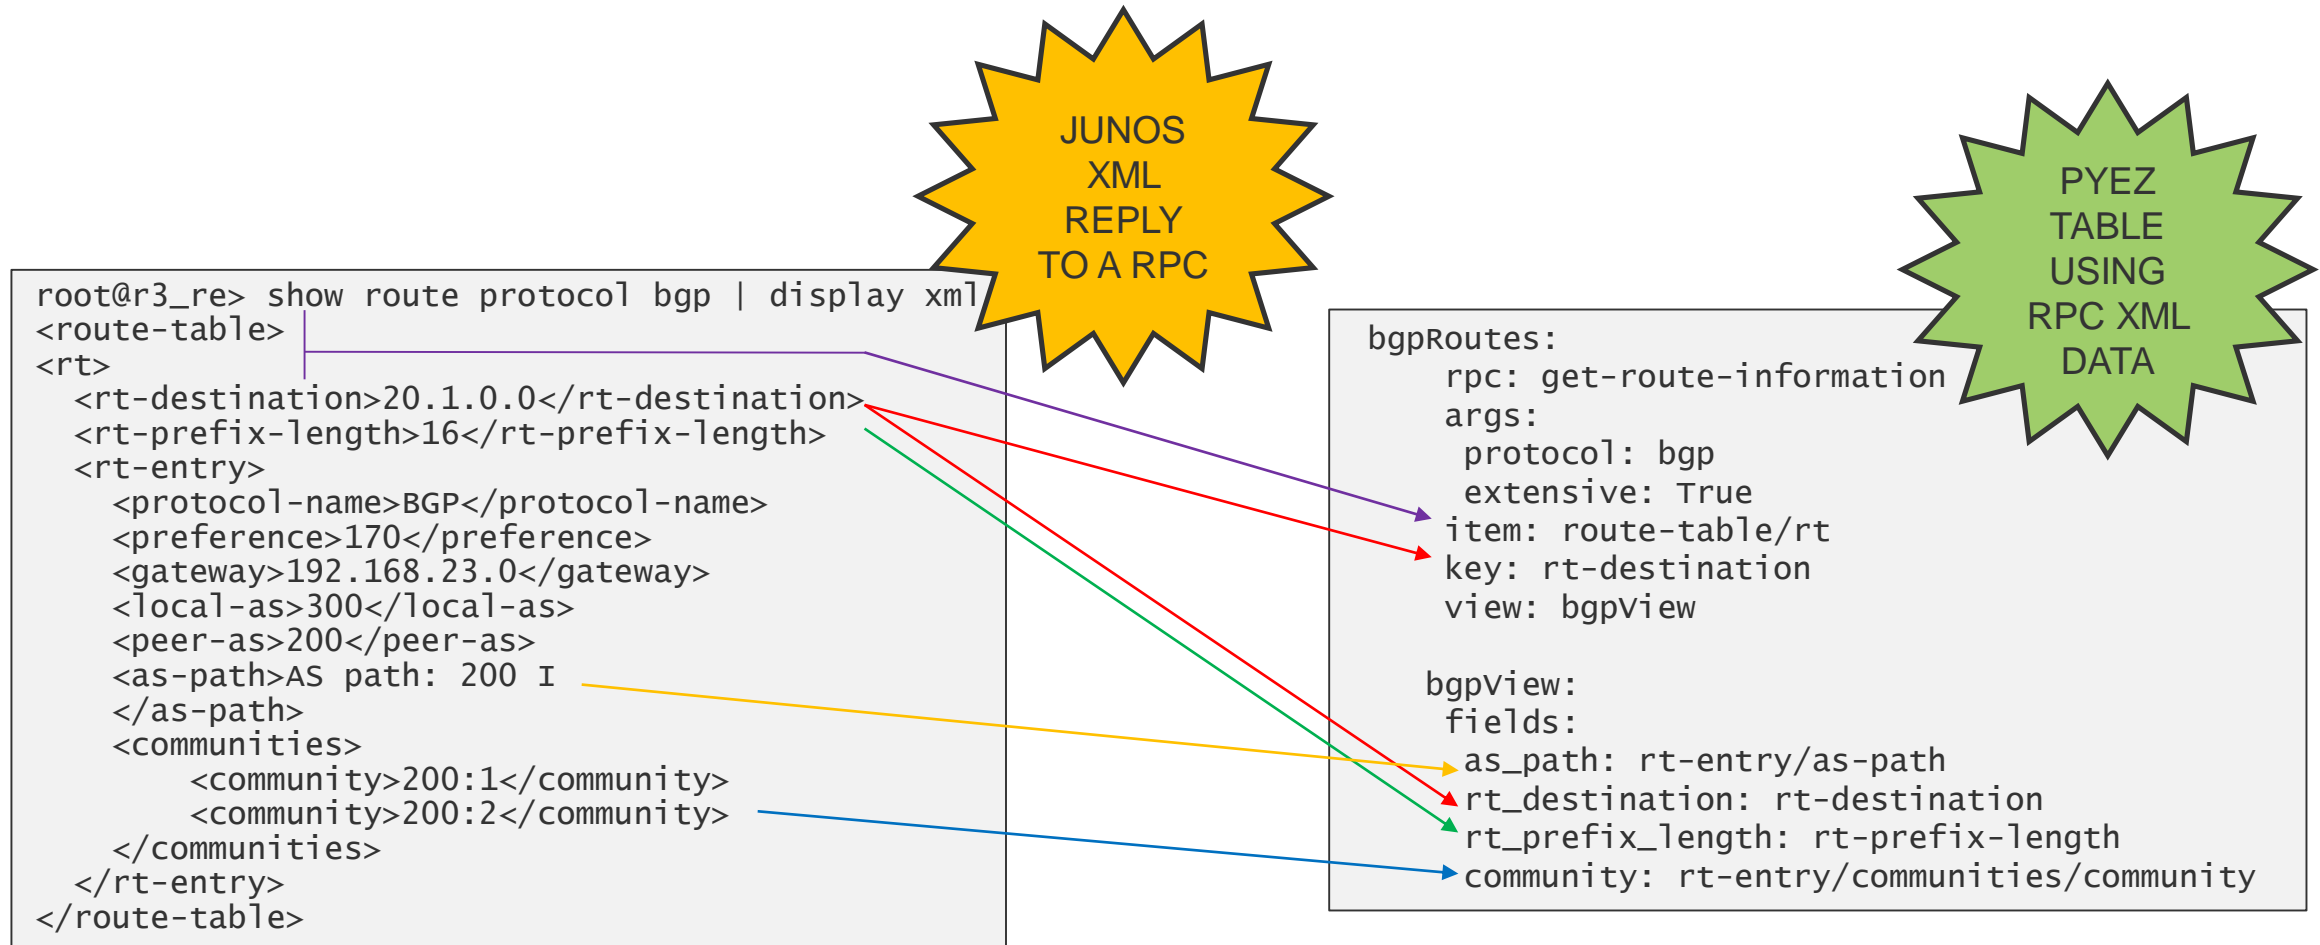 JUNOS
XML
REPLY
TO A RPC
PYEZ
TABLE
USING
RPC XML
DATA
root@r3_re> show route protocol bgp | display xml
<route-table>
<rt>
  <rt-destination>20.1.0.0</rt-destination>
  <rt-prefix-length>16</rt-prefix-length>
  <rt-entry>
    <protocol-name>BGP</protocol-name>
    <preference>170</preference>
    <gateway>192.168.23.0</gateway>
    <local-as>300</local-as>
    <peer-as>200</peer-as>
    <as-path>AS path: 200 I
    </as-path>
    <communities>
        <community>200:1</community>
        <community>200:2</community>
    </communities>
  </rt-entry>
</route-table>
bgpRoutes:
    rpc: get-route-information
    args:
     protocol: bgp
     extensive: True
    item: route-table/rt
    key: rt-destination
    view: bgpView
   bgpView:
    fields:
     as_path: rt-entry/as-path
     rt_destination: rt-destination
     rt_prefix_length: rt-prefix-length
     community: rt-entry/communities/community